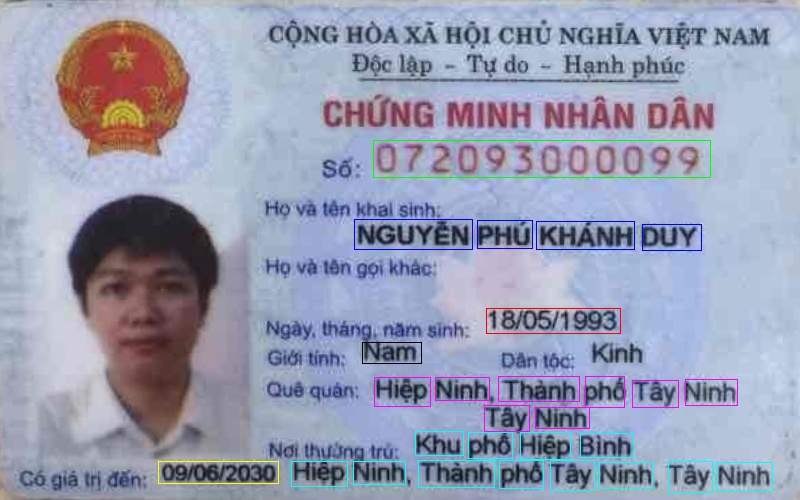 CỘNG HÒA XÃ HỘI CHỦ NGHĨA VIỆT NAM
Độc lập - Tự do - Hạnh phúc
CHỨNG MINH NHÂN DÂN
Số: 072093000099
Họ và tên khai sinh:
NGUYỄN PHÚ KHÁNH DUY
Họ và tên gọi khác:
Ngày, tháng, năm sinh: 18/05/1993
Giới tính: Nam Dân tộc: Kinh
Quê quán: Hiệp Ninh, Thành phố Tây Ninh
Tây Ninh
Nơi thường trú: Khu phố Hiệp Bình
Có giá trị đến: 09/06/2030 Hiệp Ninh, Thành phố Tây Ninh, Tây Ninh